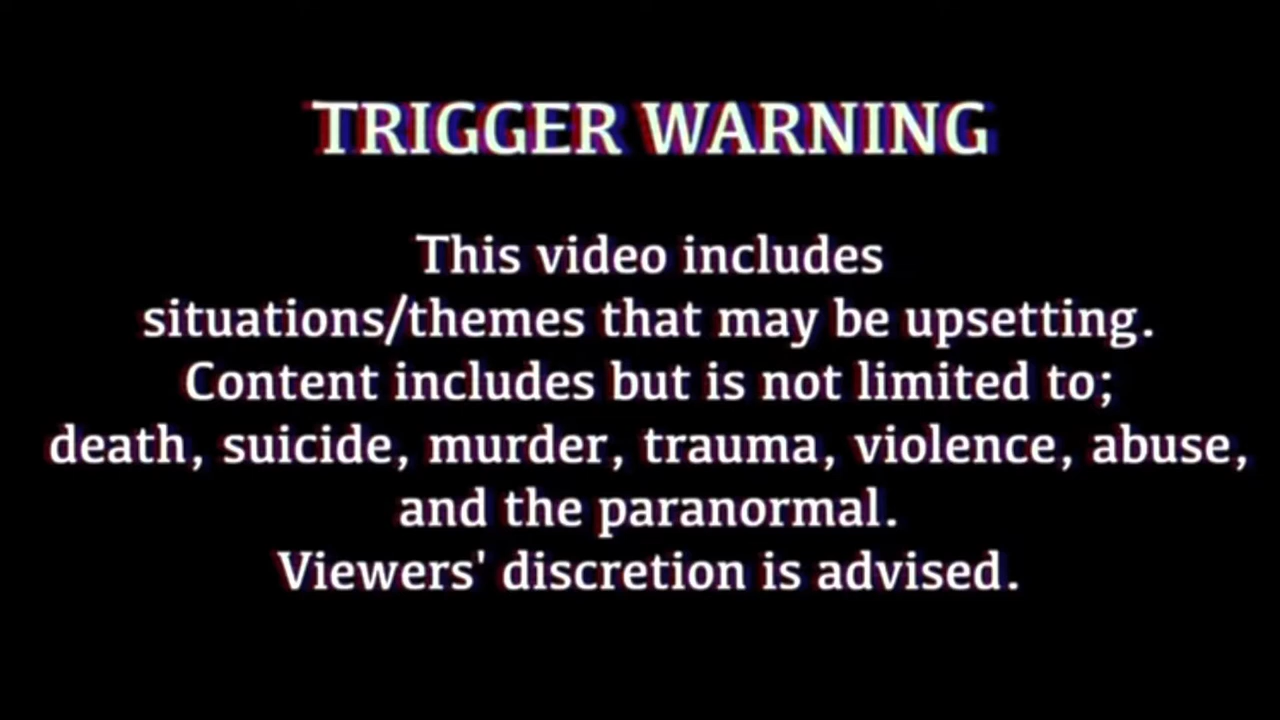 TRIGGER WARNING
This video includes
situations/themes that may be upsetting.
Content includes but is not limited to;
death, suicide, murder, trauma, violence, abuse,
and the paranormal.
Viewers' discretion is advised.